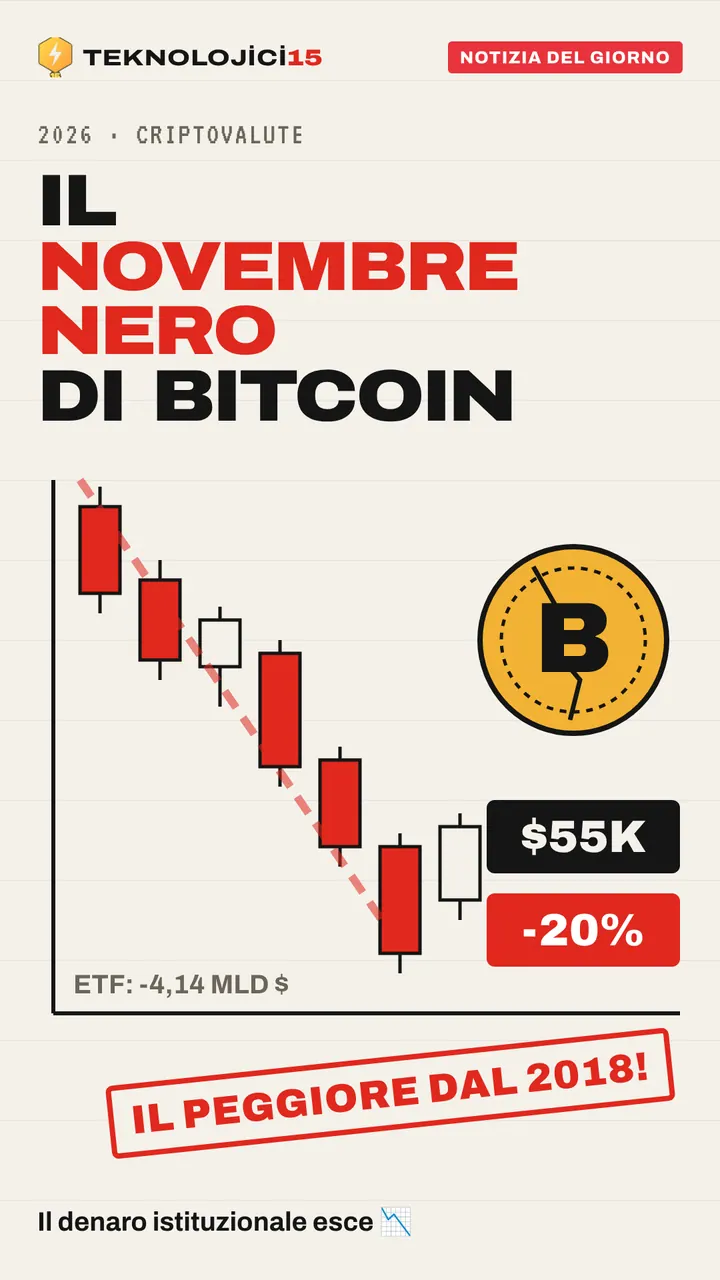 TEKNOLOJİCİ15
NOTIZIA DEL GIORNO
2026 · CRIPTOVALUTE
IL
NOVEMBRE
NERO
DI BITCOIN
B
$55K
-20%
ETF: -4,14 MLD $
IL PEGGIORE DAL 2018!
Il denaro istituzionale esce 📉